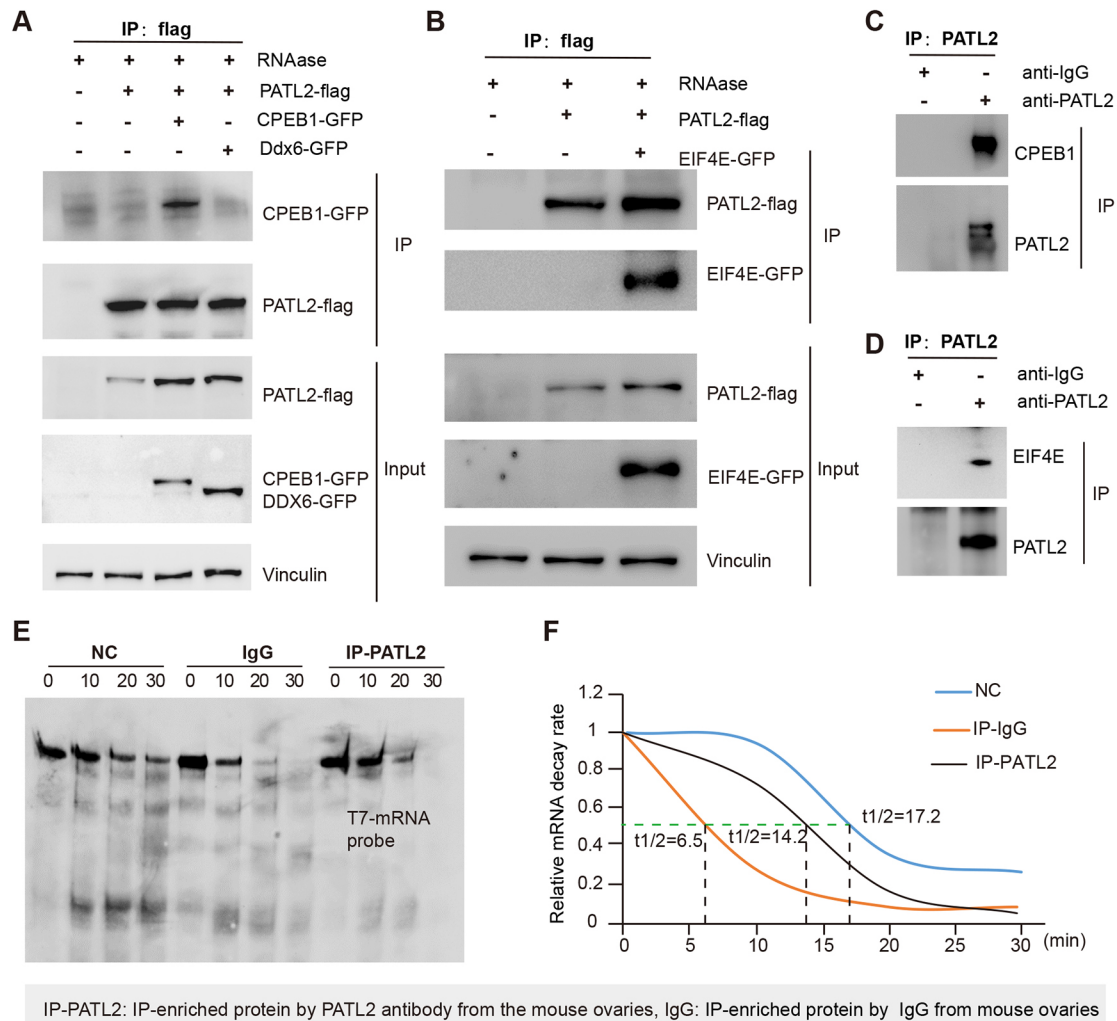 A
IP: flag
+ + + + RNAase
- + + + PATL2-flag
- - + - CPEB1-GFP
- - - + Ddx6-GFP
CPEB1-GFP
PATL2-flag
IP
PATL2-flag
CPEB1-GFP
DDX6-GFP
Input
Vinculin
B
IP: flag
+ + + RNAase
- + + PATL2-flag
- - + EIF4E-GFP
PATL2-flag
EIF4E-GFP
IP
PATL2-flag
EIF4E-GFP
Input
Vinculin
C
IP: PATL2
+ - anti-IgG
- + anti-PATL2
CPEB1
PATL2
IP
D
IP: PATL2
+ - anti-IgG
- + anti-PATL2
EIF4E
PATL2
IP
E
NC IgG IP-PATL2
0 10 20 30 0 10 20 30 0 10 20 30
T7-mRNA
probe
F
Relative mRNA decay rate
1.2
1
0.8
0.6
0.4
0.2
0
0 5 10 15 20 25 30 (min)
NC
IP-IgG
IP-PATL2
t1/2=6.5
t1/2=14.2
t1/2=17.2
IP-PATL2: IP-enriched protein by PATL2 antibody from the mouse ovaries, IgG: IP-enriched protein by IgG from mouse ovaries